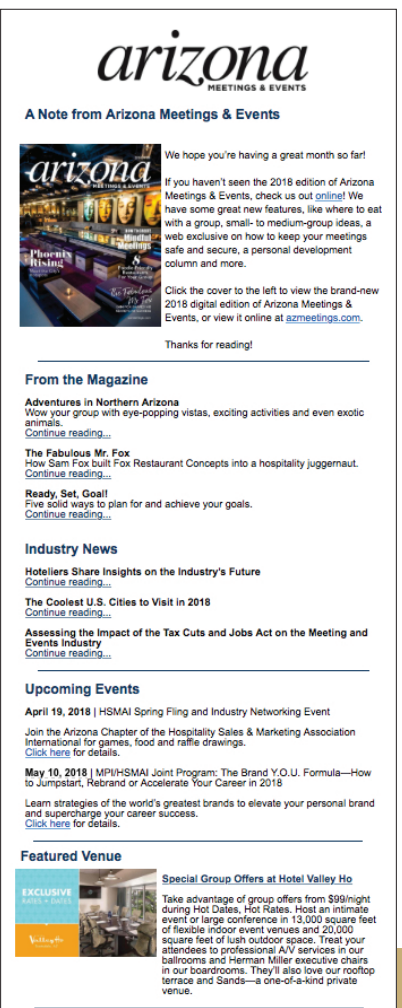 arizona
MEETINGS & EVENTS
A Note from Arizona Meetings & Events
arizona
MEETINGS & EVENTS
Mindful
Meetings
Phoenix
Rising
8
We hope you're having a great month so far!
If you haven't seen the 2018 edition of Arizona
Meetings & Events, check us out online! We
have some great new features, like where to eat
with a group, small- to medium-group ideas, a
web exclusive on how to keep your meetings
safe and secure, a personal development
column and more.
Click the cover to the left to view the brand-new
2018 digital edition of Arizona Meetings &
Events, or view it online at azmeetings.com.
Thanks for reading!
From the Magazine
Adventures in Northern Arizona
Wow your group with eye-popping vistas, exciting activities and even exotic
animals.
Continue reading...
The Fabulous Mr. Fox
How Sam Fox built Fox Restaurant Concepts into a hospitality juggernaut.
Continue reading...
Ready, Set, Goal!
Five solid ways to plan for and achieve your goals.
Continue reading...
Industry News
Hoteliers Share Insights on the Industry's Future
Continue reading...
The Coolest U.S. Cities to Visit in 2018
Continue reading...
Assessing the Impact of the Tax Cuts and Jobs Act on the Meeting and
Events Industry
Continue reading...
Upcoming Events
April 19, 2018 | HSMAI Spring Fling and Industry Networking Event
Join the Arizona Chapter of the Hospitality Sales & Marketing Association
International for games, food and raffle drawings.
Click here for details.
May 10, 2018 | MPI/HSMAI Joint Program: The Brand Y.O.U. Formula—How
to Jumpstart, Rebrand or Accelerate Your Career in 2018
Learn strategies of the world's greatest brands to elevate your personal brand
and supercharge your career success.
Click here for details.
Featured Venue
EXCLUSIVE
RATES + DATES
Valley Ho
Special Group Offers at Hotel Valley Ho
Take advantage of group offers from $99/night
during Hot Dates, Hot Rates. Host an intimate
event or large conference in 13,000 square feet
of flexible indoor event venues and 20,000
square feet of lush outdoor space. Treat your
attendees to professional A/V services in our
ballrooms and Herman Miller executive chairs
in our boardrooms. They'll also love our rooftop
terrace and Sands—a one-of-a-kind private
venue.